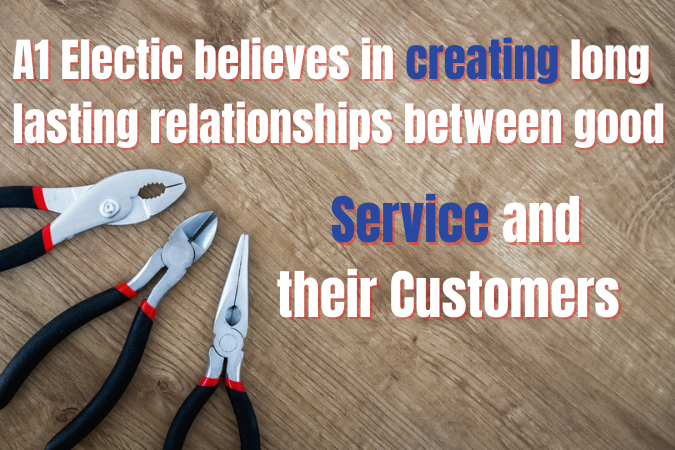 A1 Electic believes in creating long
lasting relationships between good
Service and
their Customers